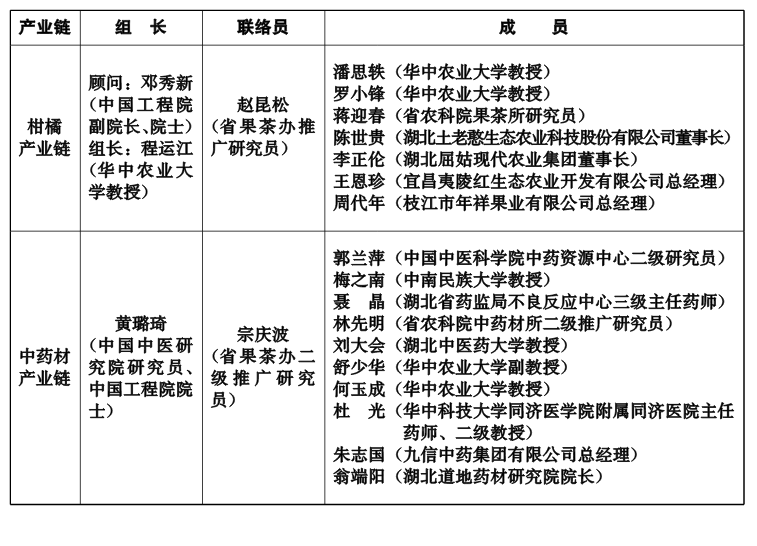 产业链 组 长 联络员 成 员
柑橘
产业链
顾问：邓秀新
（中国工程院
副院长、院士）
组长：程运江
（华中农业大
学教授）
赵昆松
（省果茶办推
广研究员）
潘思轶（华中农业大学教授）
罗小锋（华中农业大学教授）
蒋迎春（省农科院果茶所研究员）
陈世贵（湖北土老憨生态农业科技股份有限公司董事长）
李正伦（湖北屈姑现代农业集团董事长）
王恩珍（宜昌夷陵红生态农业开发有限公司总经理）
周代年（枝江市年祥果业有限公司总经理）
中药材
产业链
黄璐琦
（中国中医研
究院研究员、
中国工程院院
士）
宗庆波
（省果茶办二
级推广研究
员）
郭兰萍（中国中医科学院中药资源中心二级研究员）
梅之南（中南民族大学教授）
聂 晶（湖北省药监局不良反应中心三级主任药师）
林先明（省农科院中药材所二级推广研究员）
刘大会（湖北中医药大学教授）
舒少华（华中农业大学副教授）
何玉成（华中农业大学教授）
杜 光（华中科技大学同济医学院附属同济医院主任
药师、二级教授）
朱志国（九信中药集团有限公司总经理）
翁端阳（湖北道地药材研究院院长）